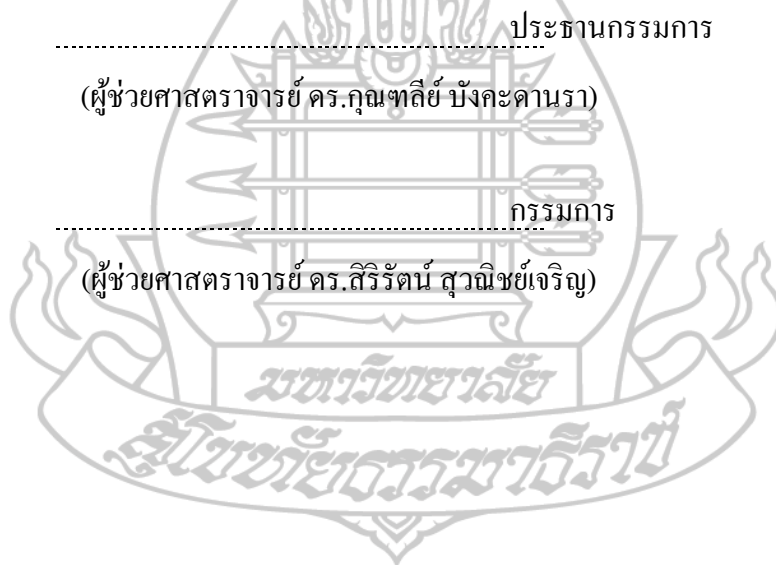 ประธานกรรมการ
(ผู้ช่วยศาสตราจารย์ ดร.กุณฑลีย์ บังคะดานรา)
กรรมการ
(ผู้ช่วยศาสตราจารย์ ดร.สิริรัตน์ สุวณิชย์เจริญ)
มหาวิทยาลัย
สุโขทัยธรรมาธิราช